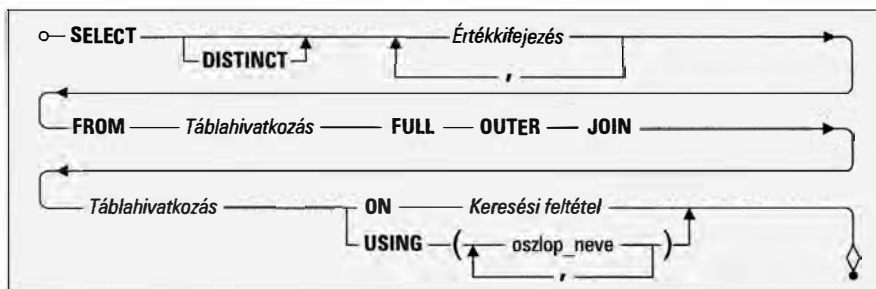 SELECT Értékkifejezés
DISTINCT ,
FROM Táblahivatkozás FULL OUTER JOIN
Táblahivatkozás ON Keresési feltétel
USING ( oszlop_neve )
,